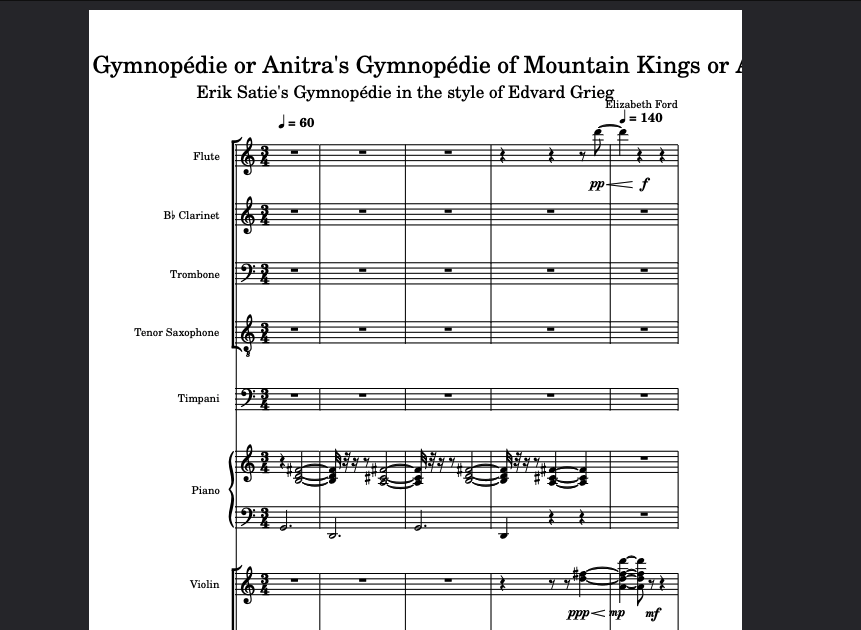 Gymnopédie or Anitra's Gymnopédie of Mountain Kings or
Erik Satie's Gymnopédie in the style of Edvard Grieg
Elizabeth Ford
♩ = 60
♩ = 140
Flute
pp f
B♭ Clarinet
Trombone
Tenor Saxophone
8
Timpani
Piano
Violin
ppp mp mf